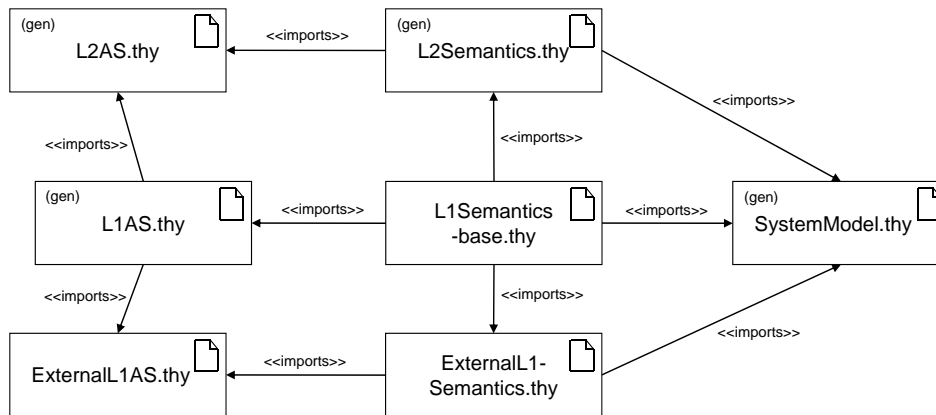 (gen)
L2AS.thy
<<imports>>
(gen)
L2Semantics.thy
<<imports>>
<<imports>>
<<imports>>
(gen)
L1AS.thy
<<imports>>
L1Semantics
-base.thy
<<imports>>
(gen)
SystemModel.thy
<<imports>>
<<imports>>
<<imports>>
ExternalL1AS.thy
<<imports>>
ExternalL1-
Semantics.thy